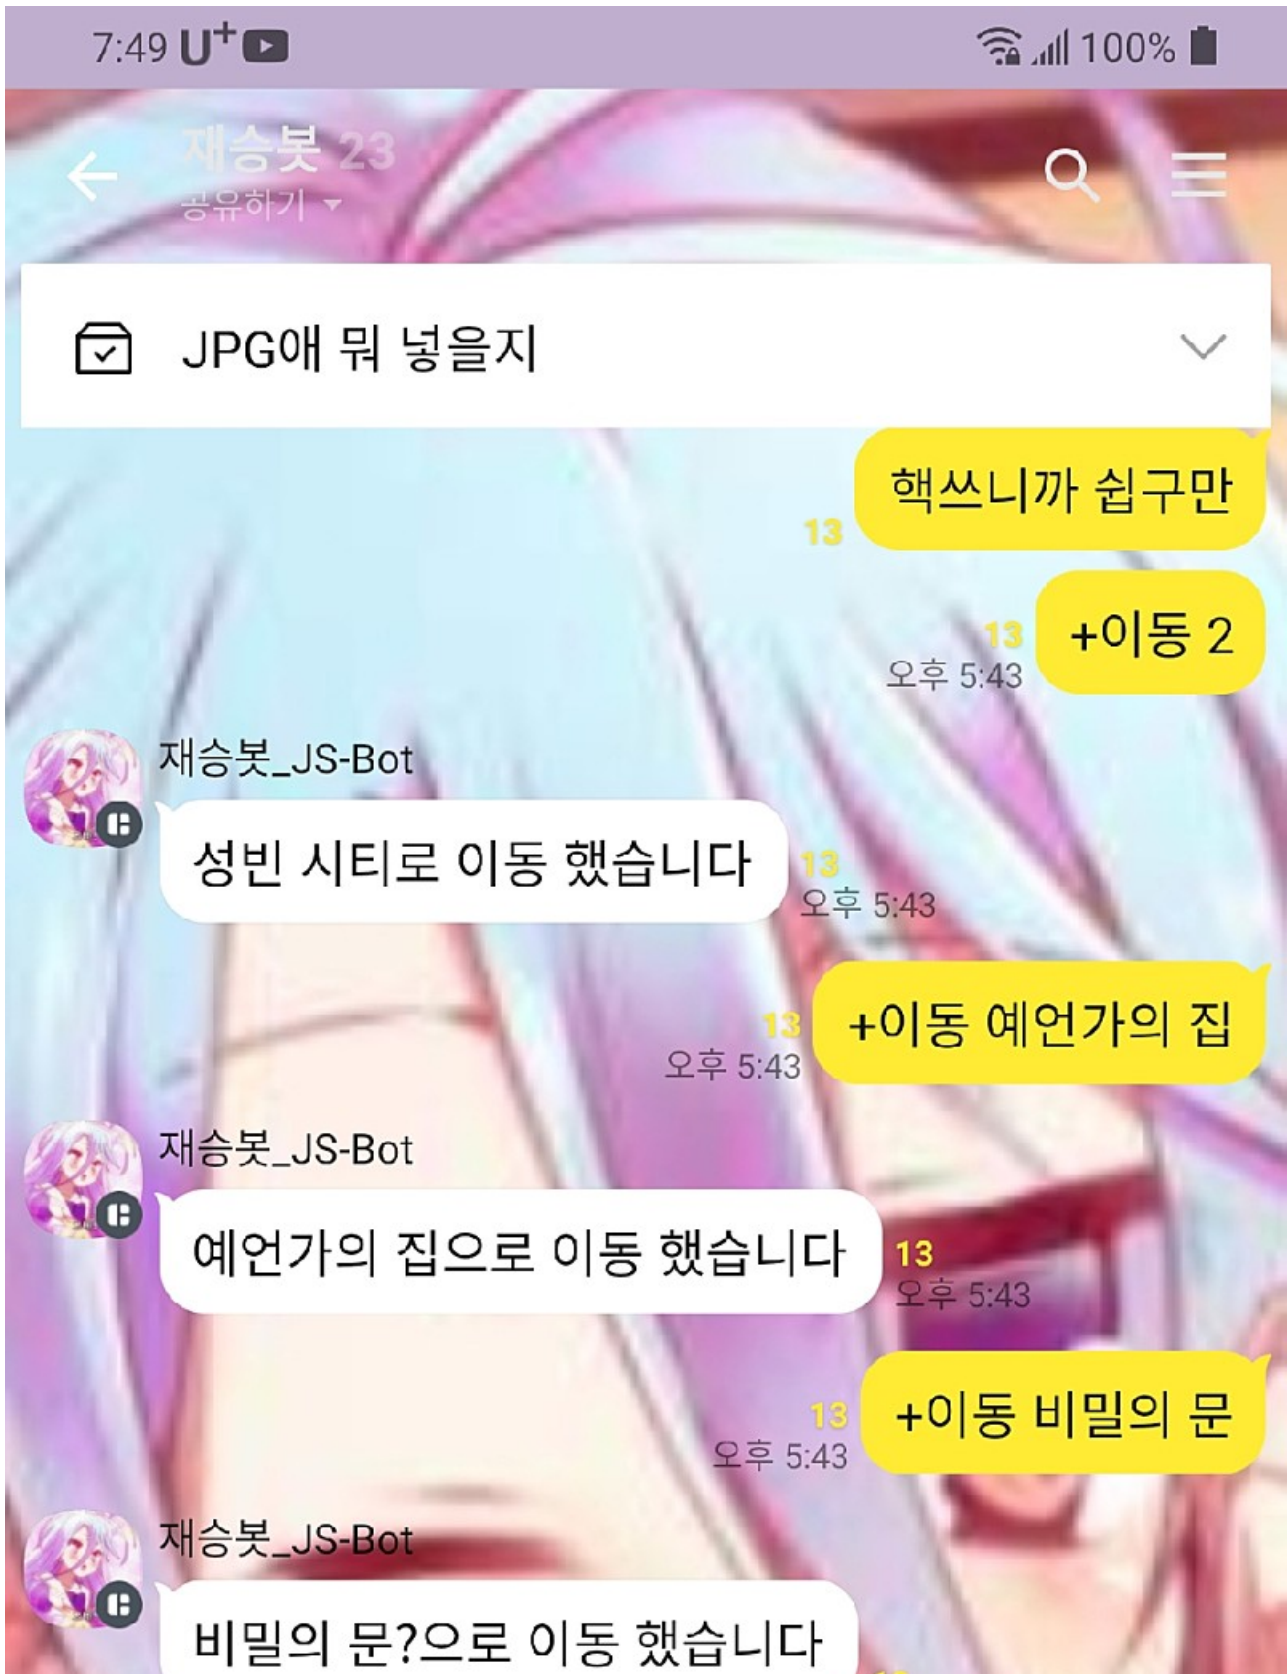 7:49 U+ 100%
재승봇 23
공유하기
JPG애 뭐 넣을지
핵쓰니까 쉽구만
13
+이동 2
13
오후 5:43
재승봇_JS-Bot
성빈 시티로 이동 했습니다
13
오후 5:43
+이동 예언가의 집
13
오후 5:43
재승봇_JS-Bot
예언가의 집으로 이동 했습니다
13
오후 5:43
+이동 비밀의 문
13
오후 5:43
재승봇_JS-Bot
비밀의 문?으로 이동 했습니다